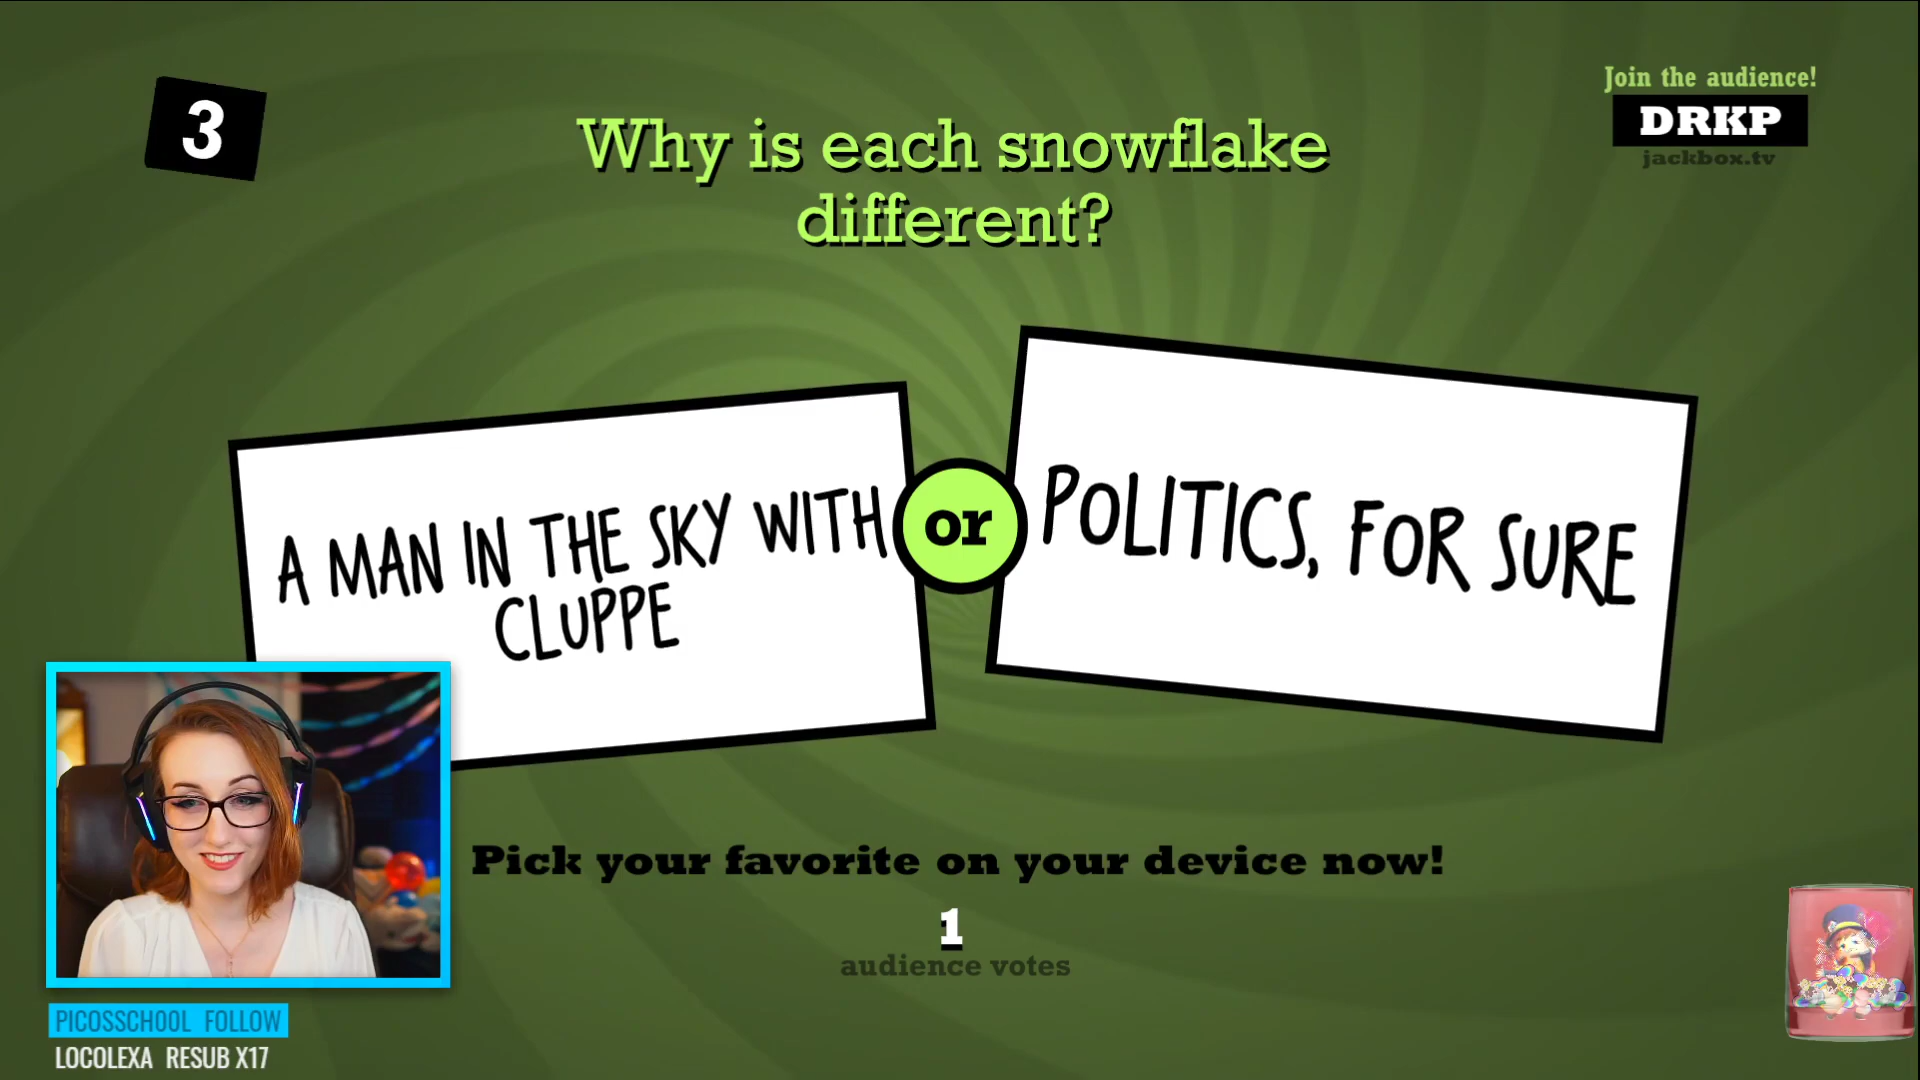 3
Why is each snowflake
different?
Join the audience!
DRKP
jackbox.tv
A MAN IN THE SKY WITH
CLUPPE
or
POLITICS, FOR SURE
Pick your favorite on your device now!
1
audience votes
PICOSSCHOOL FOLLOW
LOCOLEXA RESUB X17